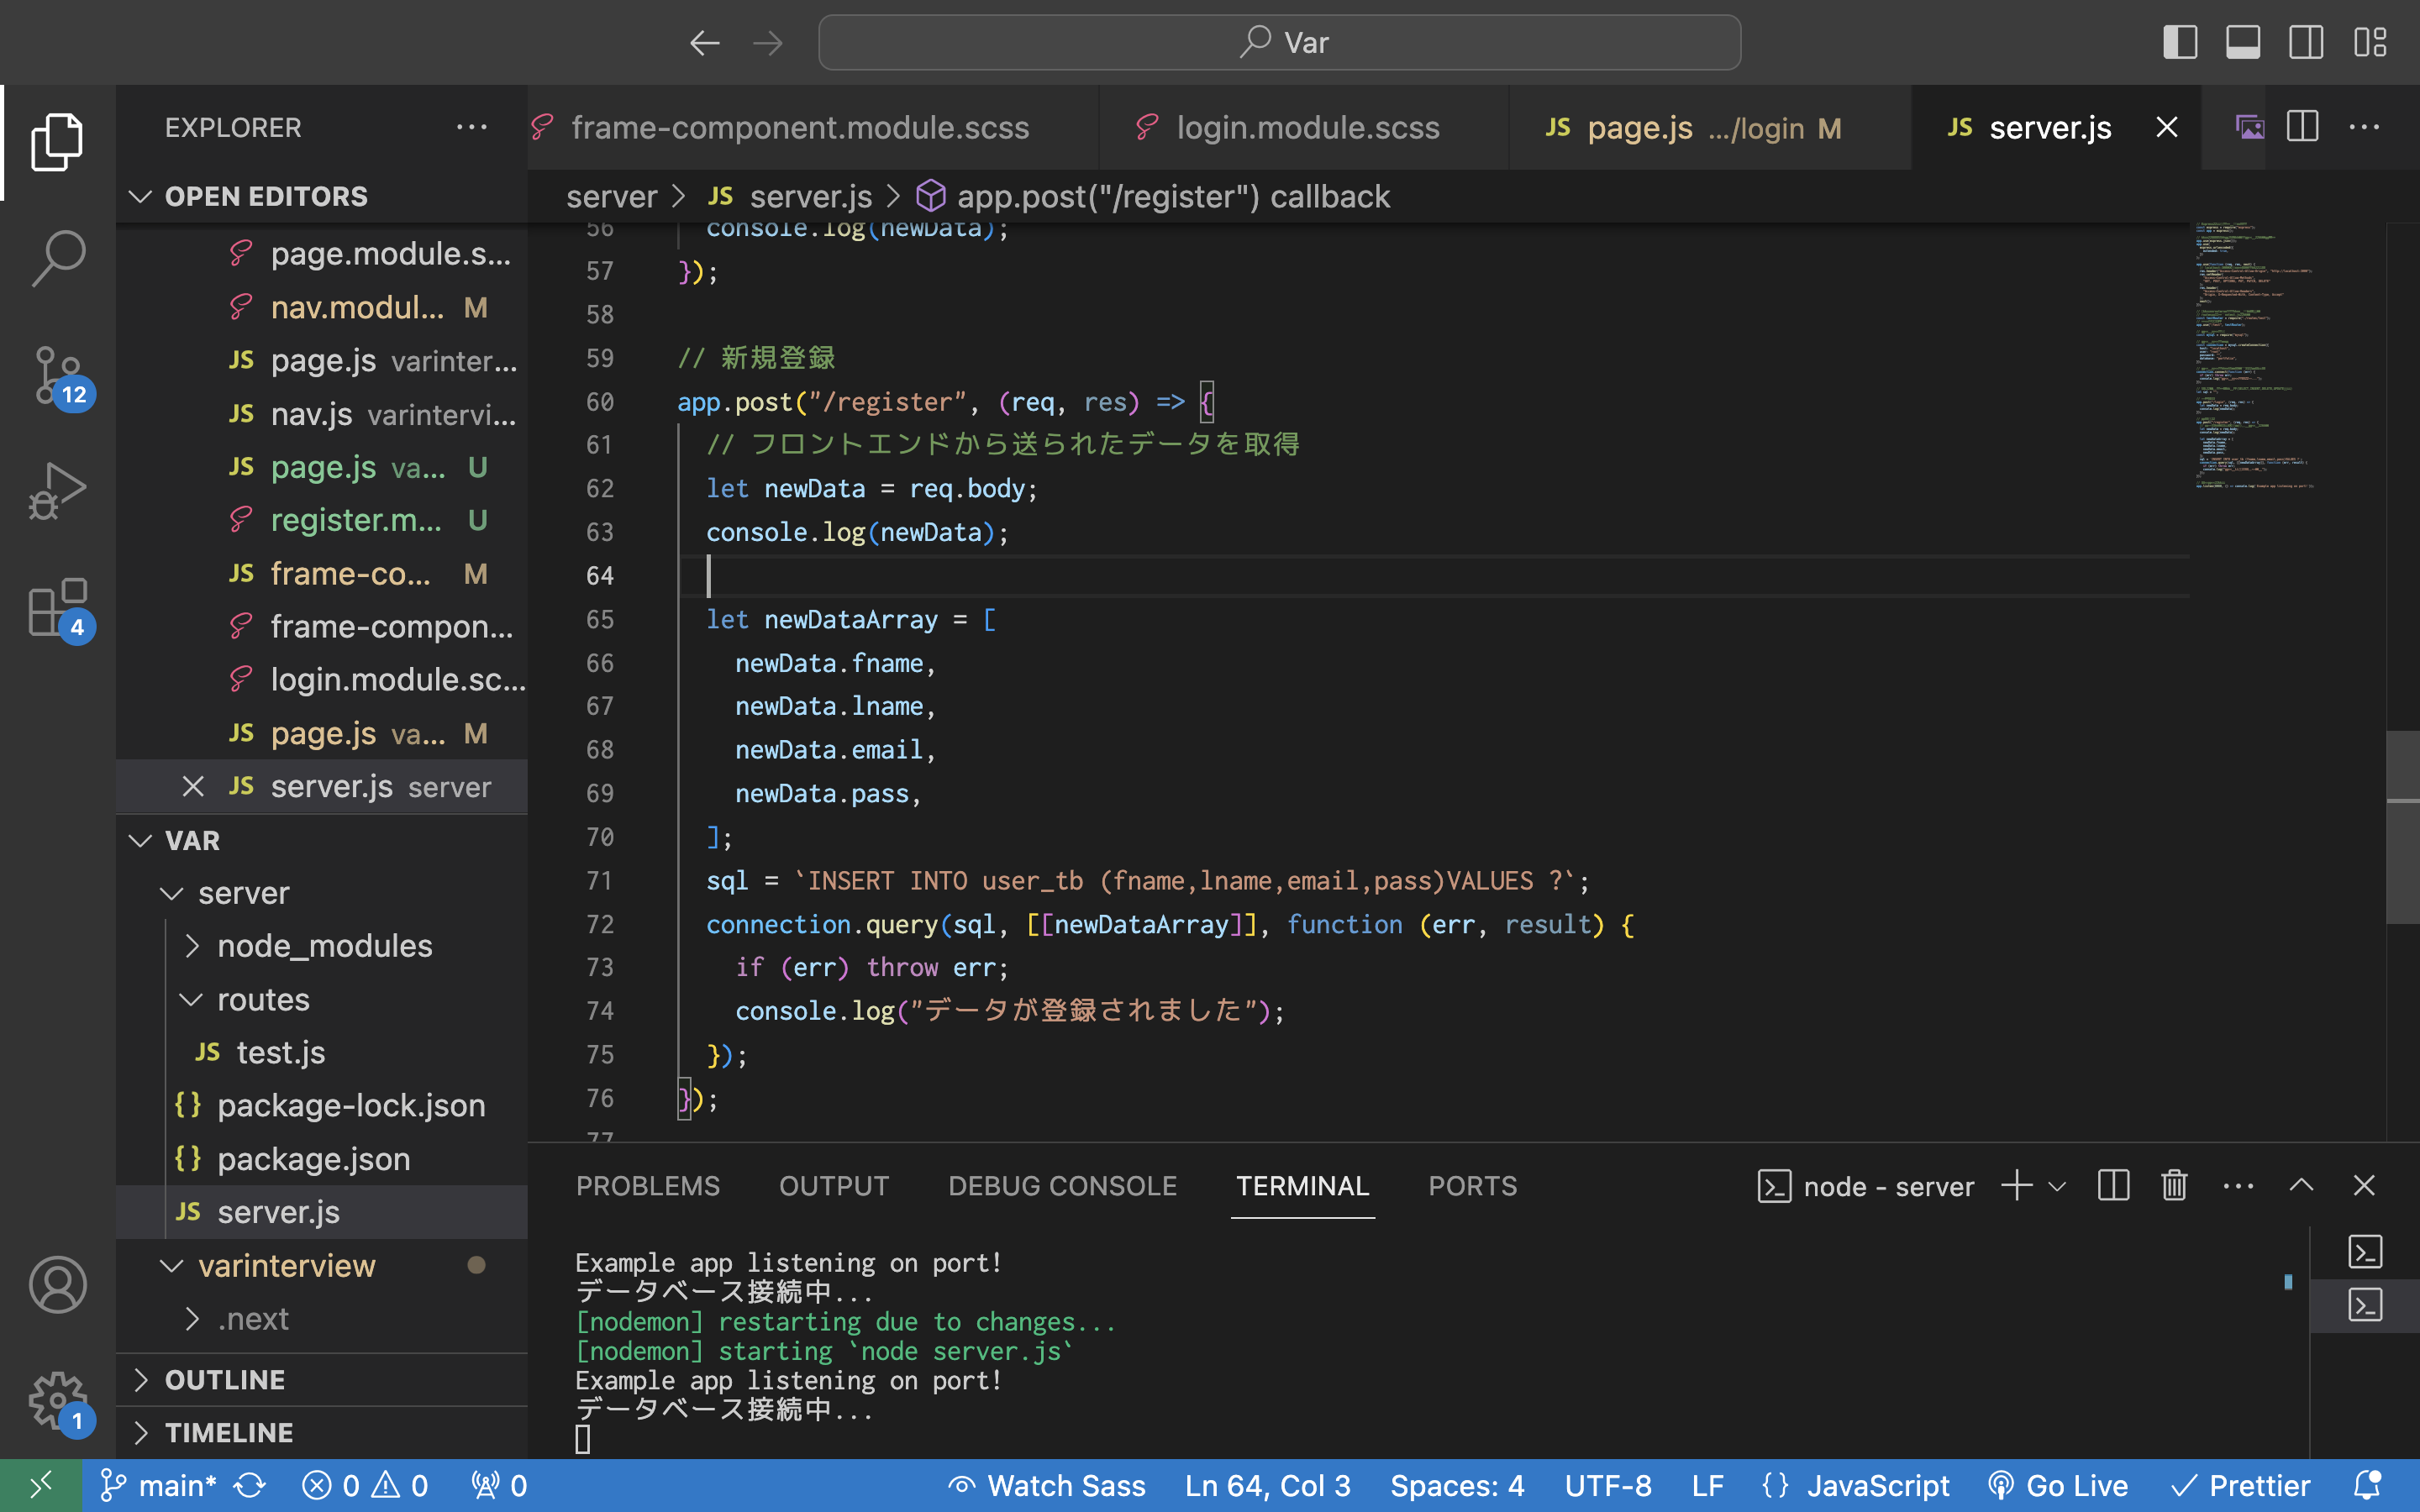 Var
EXPLORER
frame-component.module.scss
login.module.scss
JS page.js .../login M
JS server.js
OPEN EDITORS
server > JS server.js > app.post("/register") callback
page.module.s...
nav.modul... M
JS page.js varinter...
JS nav.js varintervi...
JS page.js va... U
register.m... U
JS frame-co... M
frame-compon...
login.module.sc...
JS page.js va... M
JS server.js server
VAR
server
node_modules
routes
JS test.js
{} package-lock.json
{} package.json
JS server.js
varinterview
.next
OUTLINE
TIMELINE
12
4
1
56 console.log(newData);
57 });
58
59 // 新規登録
60 app.post("/register", (req, res) => {
61 // フロントエンドから送られたデータを取得
62 let newData = req.body;
63 console.log(newData);
64
65 let newDataArray = [
66 newData.fname,
67 newData.lname,
68 newData.email,
69 newData.pass,
70 ];
71 sql = `INSERT INTO user_tb (fname,lname,email,pass)VALUES ?`;
72 connection.query(sql, [[newDataArray]], function (err, result) {
73 if (err) throw err;
74 console.log("データが登録されました");
75 });
76 });
77
PROBLEMS OUTPUT DEBUG CONSOLE TERMINAL PORTS
node - server
Example app listening on port!
データベース接続中...
[nodemon] restarting due to changes...
[nodemon] starting `node server.js`
Example app listening on port!
データベース接続中...
main* 0 0 0 Watch Sass Ln 64, Col 3 Spaces: 4 UTF-8 LF {} JavaScript Go Live Prettier